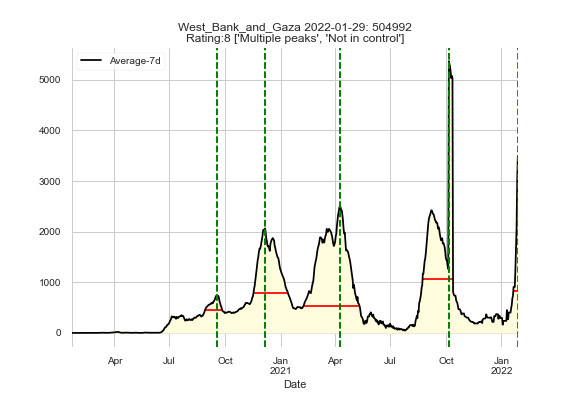 West_Bank_and_Gaza 2022-01-29: 504992
Rating:8 ['Multiple peaks', 'Not in control']
Average-7d
5000
4000
3000
2000
1000
0
Apr Jul Oct Jan Apr Jul Oct Jan
2021 2022
Date